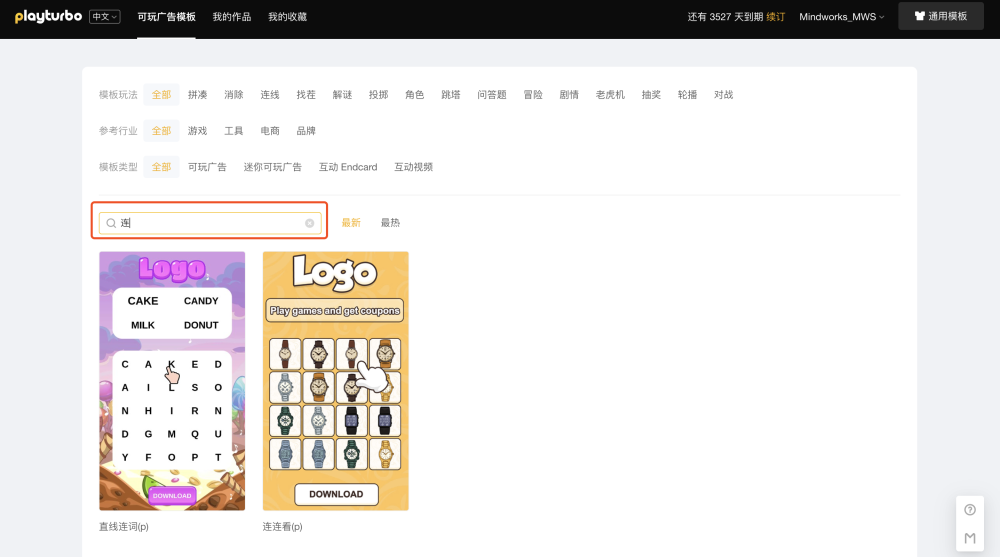 playturbo 中文 可玩广告模板 我的作品 我的收藏 还有 3527 天到期 续订 Mindworks_MWS 通用模板
模板玩法 全部 拼凑 消除 连线 找茬 解谜 投掷 角色 跳塔 问答题 冒险 剧情 老虎机 抽奖 轮播 对战
参考行业 全部 游戏 工具 电商 品牌
模板类型 全部 可玩广告 迷你可玩广告 互动 Endcard 互动视频
连 最新 最热
Logo
CAKE CANDY
MILK DONUT
C A K E D
A I L S O
N H I R N
D G M Q U
Y F O P T
DOWNLOAD
直线连词(p)
Logo
Play games and get coupons
DOWNLOAD
连连看(p)